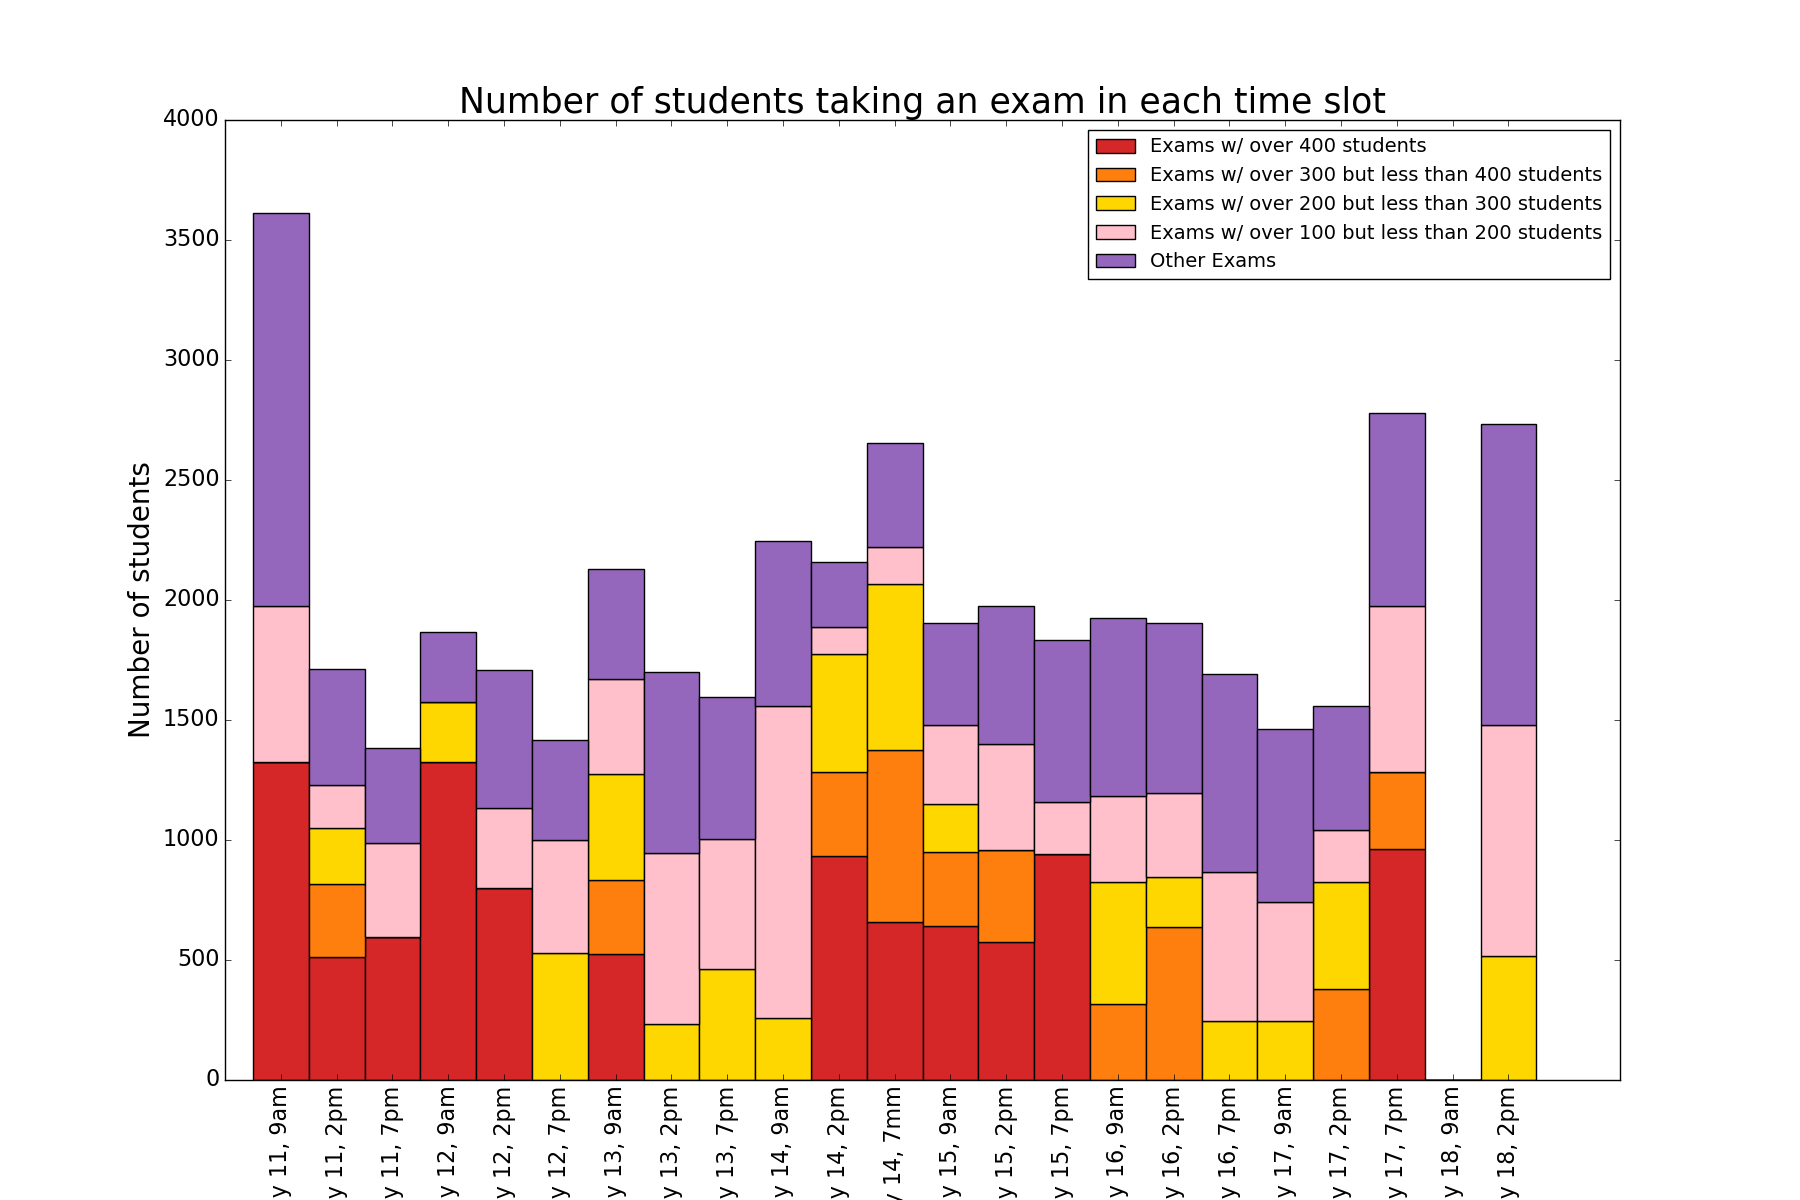 Number of students taking an exam in each time slot
Exams w/ over 400 students
Exams w/ over 300 but less than 400 students
Exams w/ over 200 but less than 300 students
Exams w/ over 100 but less than 200 students
Other Exams
Number of students
4000
3500
3000
2500
2000
1500
1000
500
0
y 11, 9am
y 11, 2pm
y 11, 7pm
y 12, 9am
y 12, 2pm
y 12, 7pm
y 13, 9am
y 13, 2pm
y 13, 7pm
y 14, 9am
y 14, 2pm
y 14, 7mm
y 15, 9am
y 15, 2pm
y 15, 7pm
y 16, 9am
y 16, 2pm
y 16, 7pm
y 17, 9am
y 17, 2pm
y 17, 7pm
y 18, 9am
y 18, 2pm